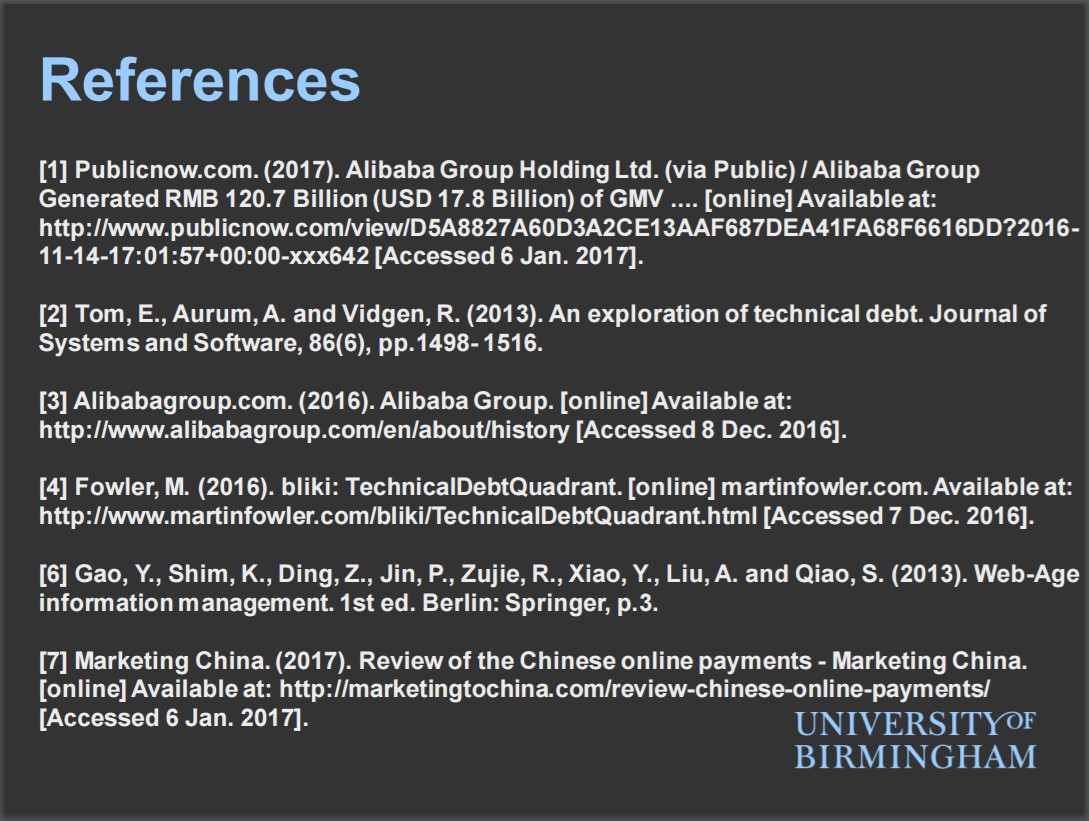 References
[1] Publicnow.com. (2017). Alibaba Group Holding Ltd. (via Public) / Alibaba Group
Generated RMB 120.7 Billion (USD 17.8 Billion) of GMV .... [online] Available at:
http://www.publicnow.com/view/D5A8827A60D3A2CE13AAF687DEA41FA68F6616DD?2016-
11-14-17:01:57+00:00-xxx642 [Accessed 6 Jan. 2017].
[2] Tom, E., Aurum, A. and Vidgen, R. (2013). An exploration of technical debt. Journal of
Systems and Software, 86(6), pp.1498-1516.
[3] Alibabagroup.com. (2016). Alibaba Group. [online] Available at:
http://www.alibabagroup.com/en/about/history [Accessed 8 Dec. 2016].
[4] Fowler, M. (2016). bliki: TechnicalDebtQuadrant. [online] martinfowler.com. Available at:
http://www.martinfowler.com/bliki/TechnicalDebtQuadrant.html [Accessed 7 Dec. 2016].
[6] Gao, Y., Shim, K., Ding, Z., Jin, P., Zujie, R., Xiao, Y., Liu, A. and Qiao, S. (2013). Web-Age
information management. 1st ed. Berlin: Springer, p.3.
[7] Marketing China. (2017). Review of the Chinese online payments - Marketing China.
[online] Available at: http://marketingtochina.com/review-chinese-online-payments/
[Accessed 6 Jan. 2017].
UNIVERSITY OF
BIRMINGHAM